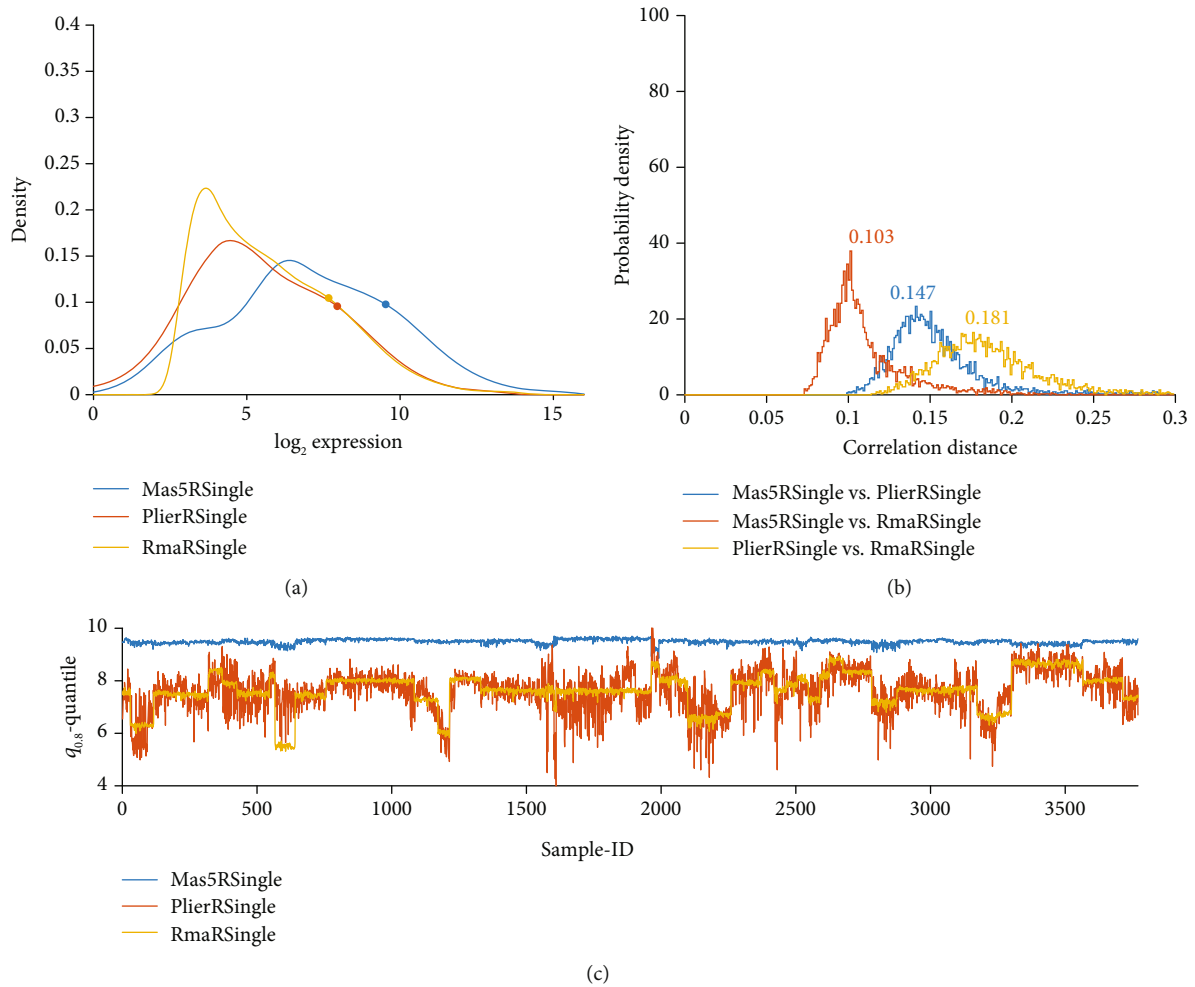 0.4
0.35
0.3
0.25
0.2
0.15
0.1
0.05
0
Density
0 5 10 15
log₂ expression
Mas5RSingle
PlierRSingle
RmaRSingle
(a)
100
80
60
40
20
0
Probability density
0.103
0.147
0.181
0 0.05 0.1 0.15 0.2 0.25 0.3
Correlation distance
Mas5RSingle vs. PlierRSingle
Mas5RSingle vs. RmaRSingle
PlierRSingle vs. RmaRSingle
(b)
10
8
6
4
q₀.₈-quantile
0 500 1000 1500 2000 2500 3000 3500
Sample-ID
Mas5RSingle
PlierRSingle
RmaRSingle
(c)